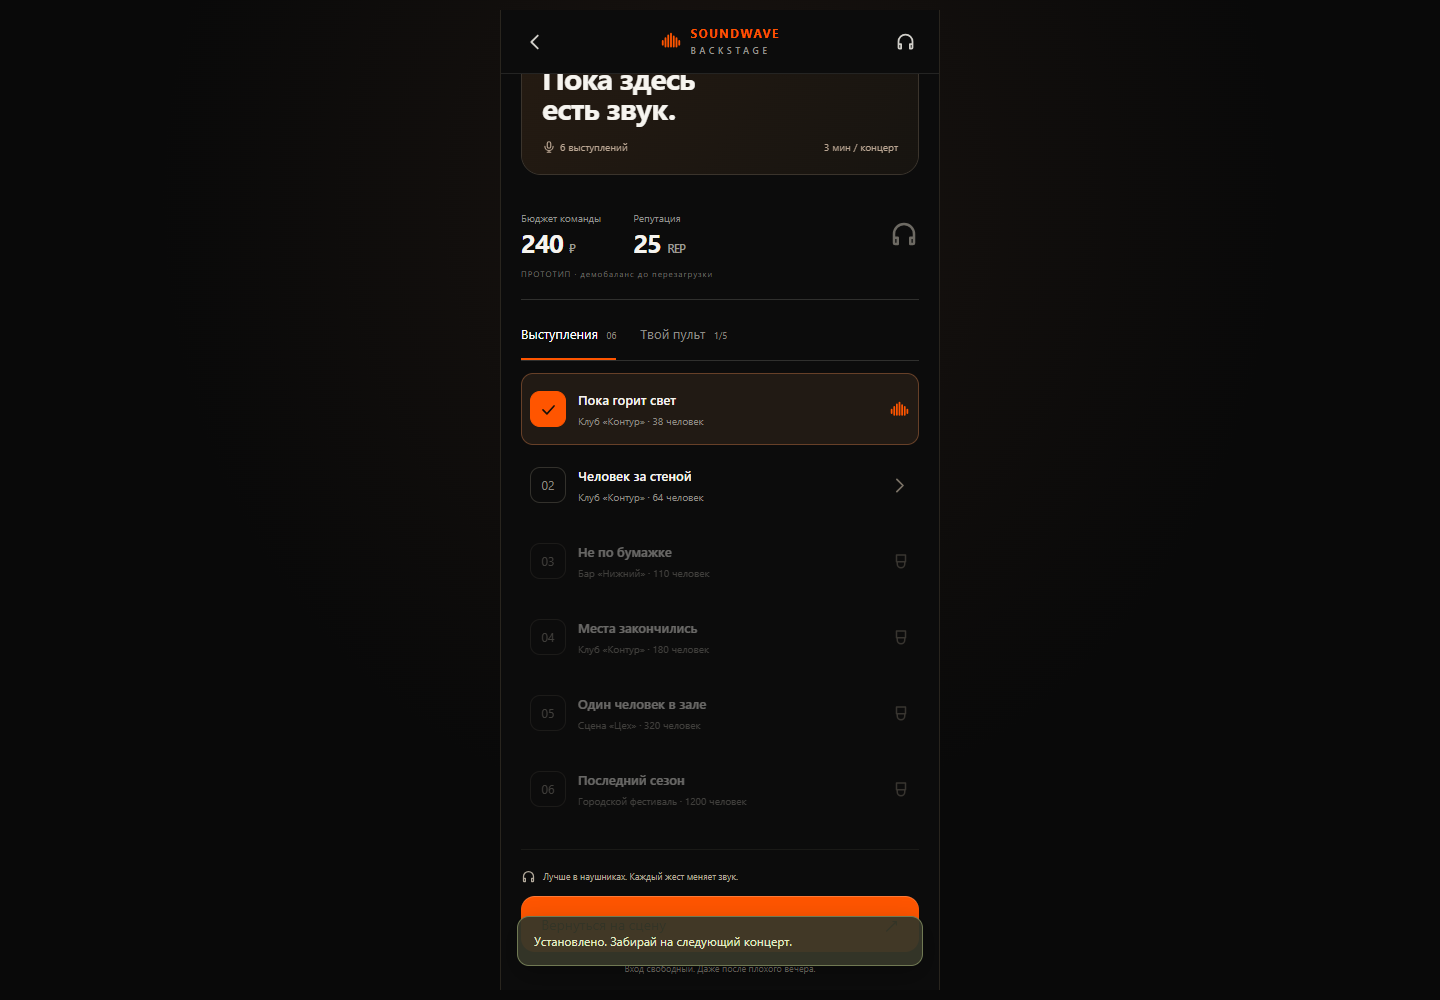 SOUNDWAVE
BACKSTAGE
Пока здесь
есть звук.
6 выступлений
3 мин / концерт
Бюджет команды
Репутация
240 ₽
25 REP
ПРОТОТИП · демобаланс до перезагрузки
Выступления 06
Твой пульт 1/5
Пока горит свет
Клуб «Контур» · 38 человек
02
Человек за стеной
Клуб «Контур» · 64 человек
03
Не по бумажке
Бар «Нижний» · 110 человек
04
Места закончились
Клуб «Контур» · 180 человек
05
Один человек в зале
Сцена «Цех» · 320 человек
06
Последний сезон
Городской фестиваль · 1200 человек
Лучше в наушниках. Каждый жест меняет звук.
Установлено. Забирай на следующий концерт.
Вход свободный. Даже после плохого вечера.